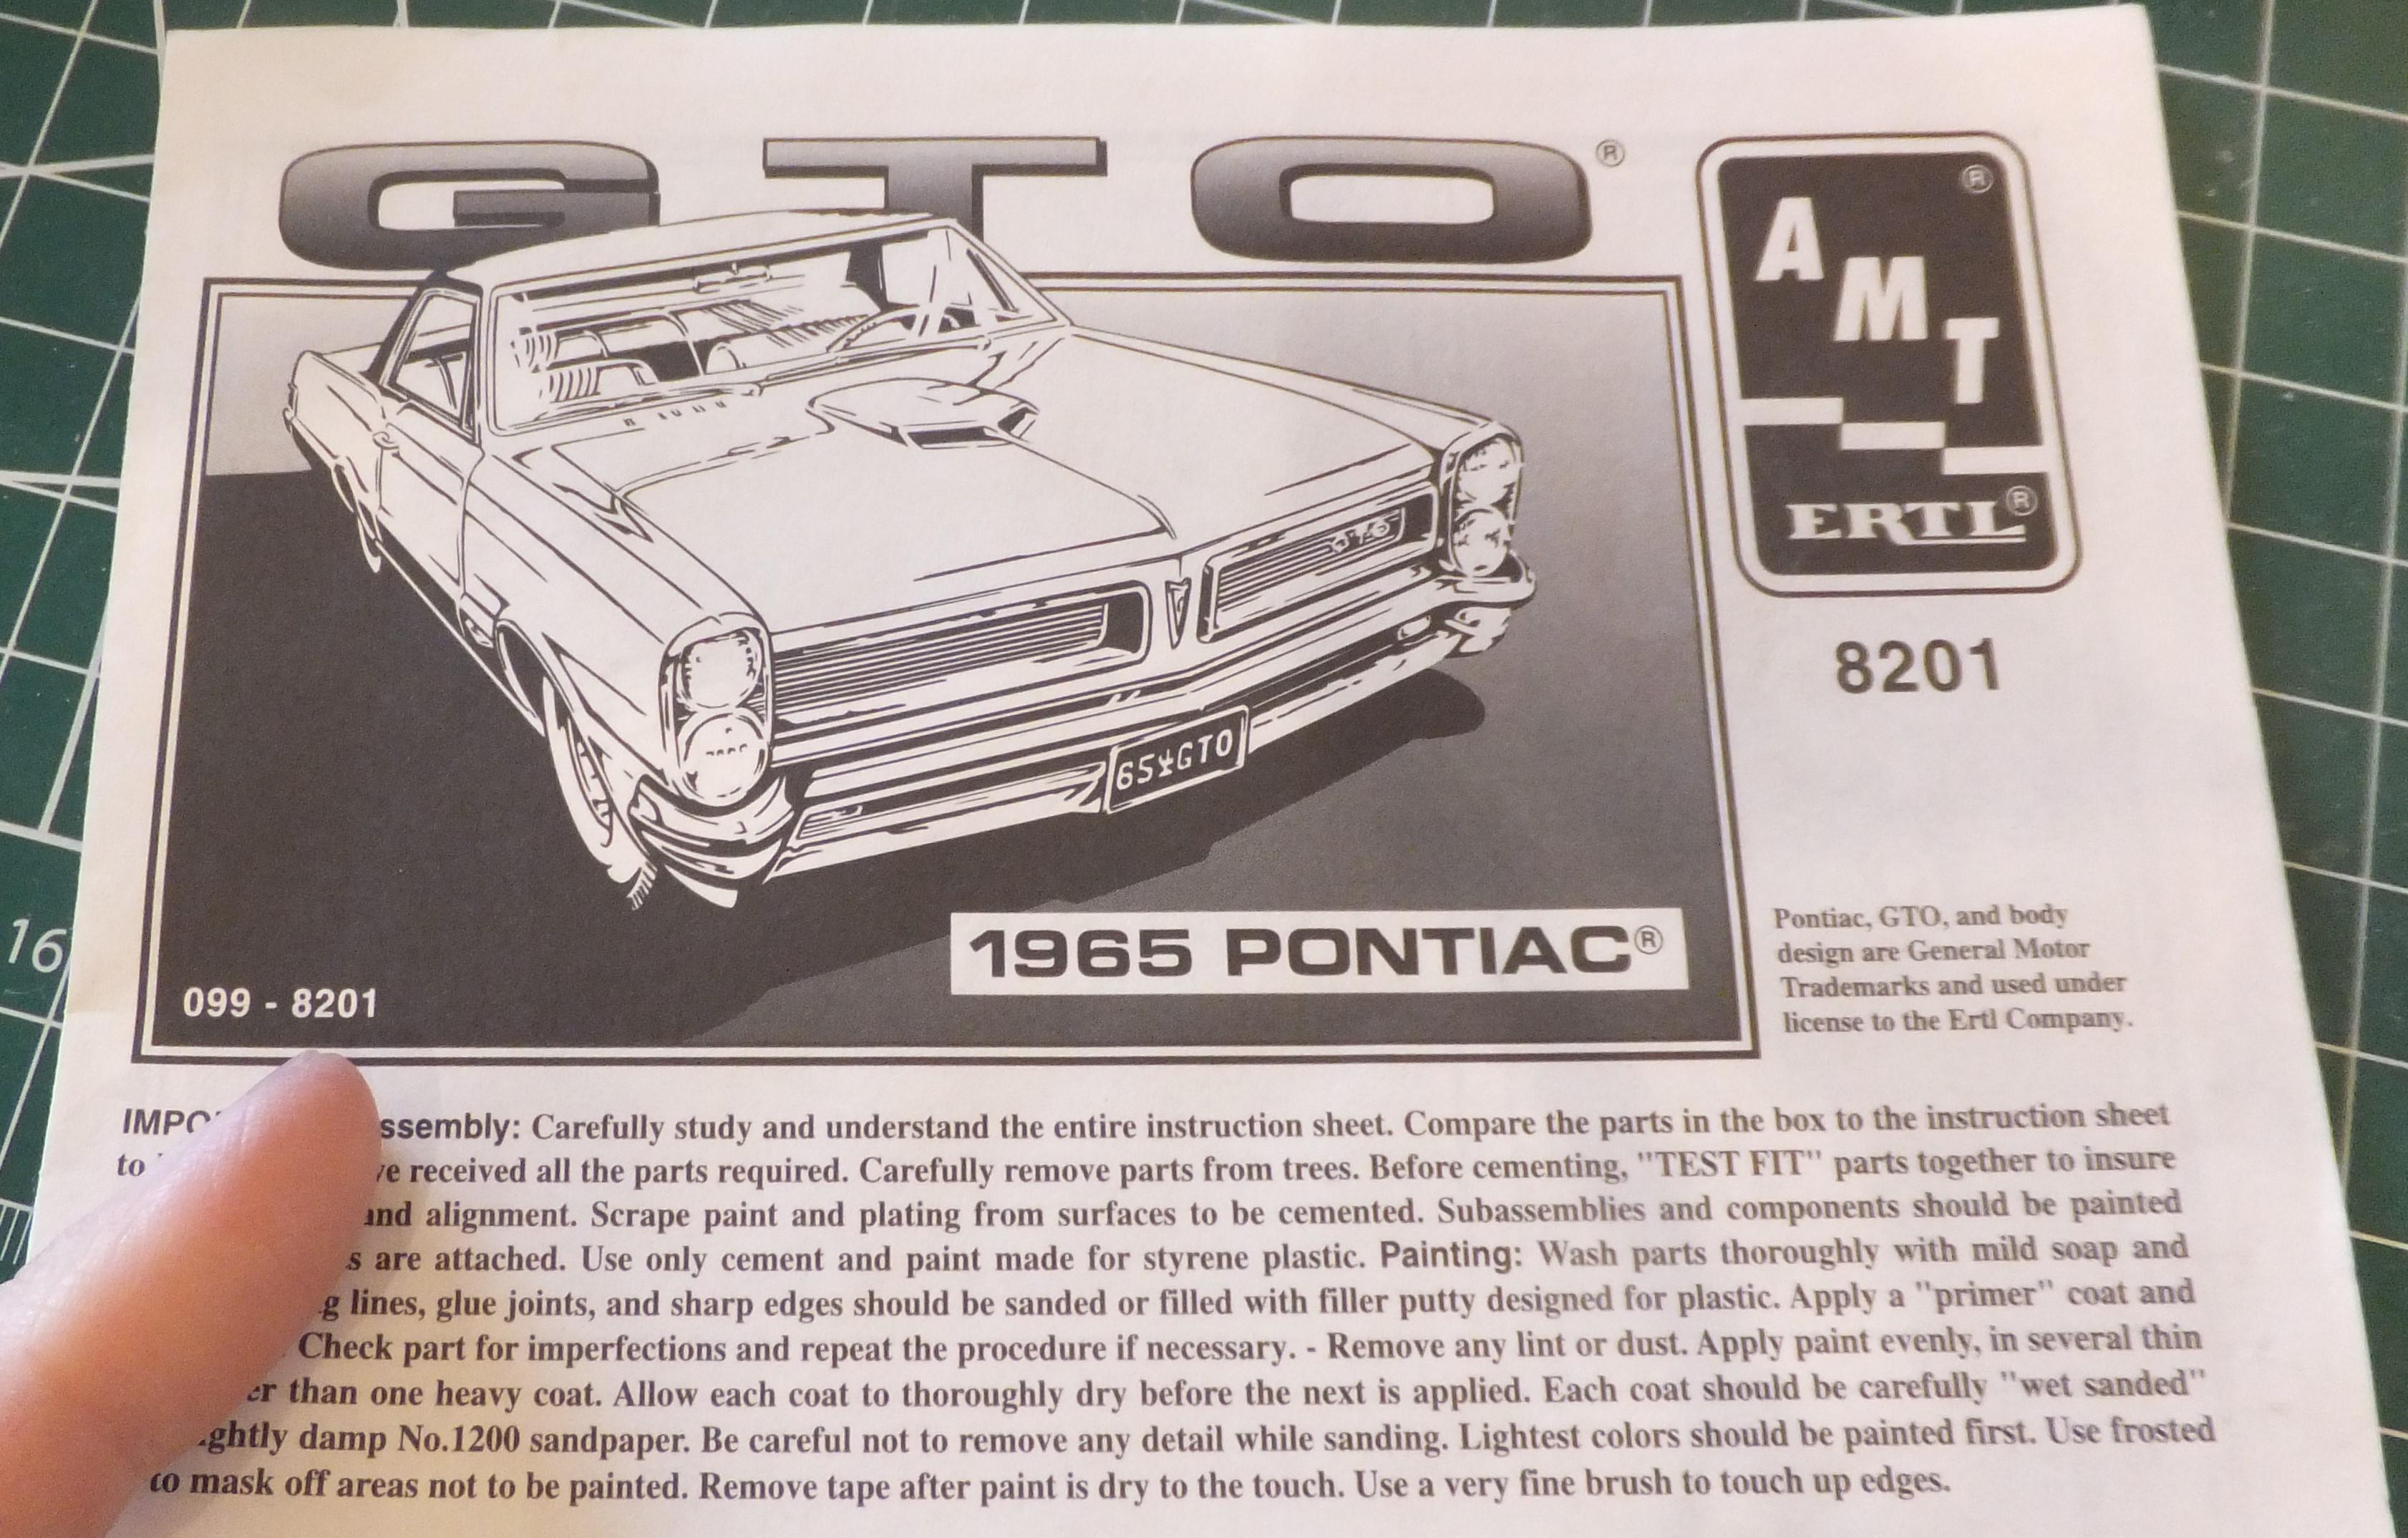 GTO®
AMT®
ERTL®
8201
GTO
65 GTO
1965 PONTIAC®
099 - 8201
Pontiac, GTO, and body
design are General Motor
Trademarks and used under
license to the Ertl Company.
ssembly: Carefully study and understand the entire instruction sheet. Compare the parts in the box to the instruction sheet
to received all the parts required. Carefully remove parts from trees. Before cementing, "TEST FIT" parts together to insure
and alignment. Scrape paint and plating from surfaces to be cemented. Subassemblies and components should be painted
are attached. Use only cement and paint made for styrene plastic. Painting: Wash parts thoroughly with mild soap and
lines, glue joints, and sharp edges should be sanded or filled with filler putty designed for plastic. Apply a "primer" coat and
Check part for imperfections and repeat the procedure if necessary. - Remove any lint or dust. Apply paint evenly, in several thin
than one heavy coat. Allow each coat to thoroughly dry before the next is applied. Each coat should be carefully "wet sanded"
damp No.1200 sandpaper. Be careful not to remove any detail while sanding. Lightest colors should be painted first. Use frosted
to mask off areas not to be painted. Remove tape after paint is dry to the touch. Use a very fine brush to touch up edges.
16